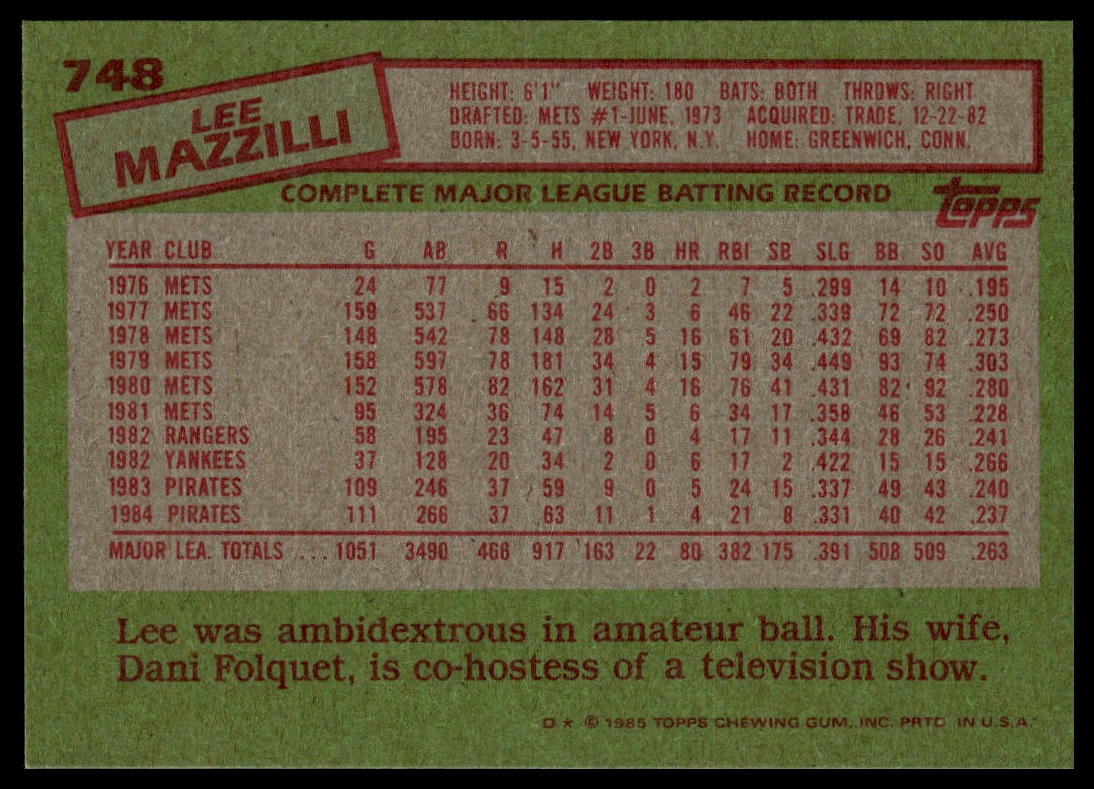 748
LEE
MAZZILLI
HEIGHT: 6'1" WEIGHT: 180 BATS: BOTH THROWS: RIGHT
DRAFTED: METS #1-JUNE, 1973 ACQUIRED: TRADE, 12-22-82
BORN: 3-5-55, NEW YORK, N.Y. HOME: GREENWICH, CONN.
COMPLETE MAJOR LEAGUE BATTING RECORD
Topps
YEAR CLUB G AB R H 2B 3B HR RBI SB SLG BB SO AVG
1976 METS 24 77 9 15 2 0 2 7 5 .299 14 10 .195
1977 METS 159 537 66 134 24 3 6 46 22 .339 72 72 .250
1978 METS 148 542 78 148 28 5 16 61 20 .432 69 82 .273
1979 METS 158 597 78 181 34 4 15 79 34 .449 93 74 .303
1980 METS 152 578 82 162 31 4 16 76 41 .431 82 92 .280
1981 METS 95 324 36 74 14 5 6 34 17 .358 46 53 .228
1982 RANGERS 58 195 23 47 8 0 4 17 11 .344 28 26 .241
1982 YANKEES 37 128 20 34 2 0 6 17 2 .422 15 15 .266
1983 PIRATES 109 246 37 59 9 0 5 24 15 .337 49 43 .240
1984 PIRATES 111 266 37 63 11 1 4 21 8 .331 40 42 .237
MAJOR LEA. TOTALS ... 1051 3490 466 917 163 22 80 382 175 .391 508 509 .263
Lee was ambidextrous in amateur ball. His wife,
Dani Folquet, is co-hostess of a television show.
D * © 1985 TOPPS CHEWING GUM, INC. PRTD. IN U.S.A.